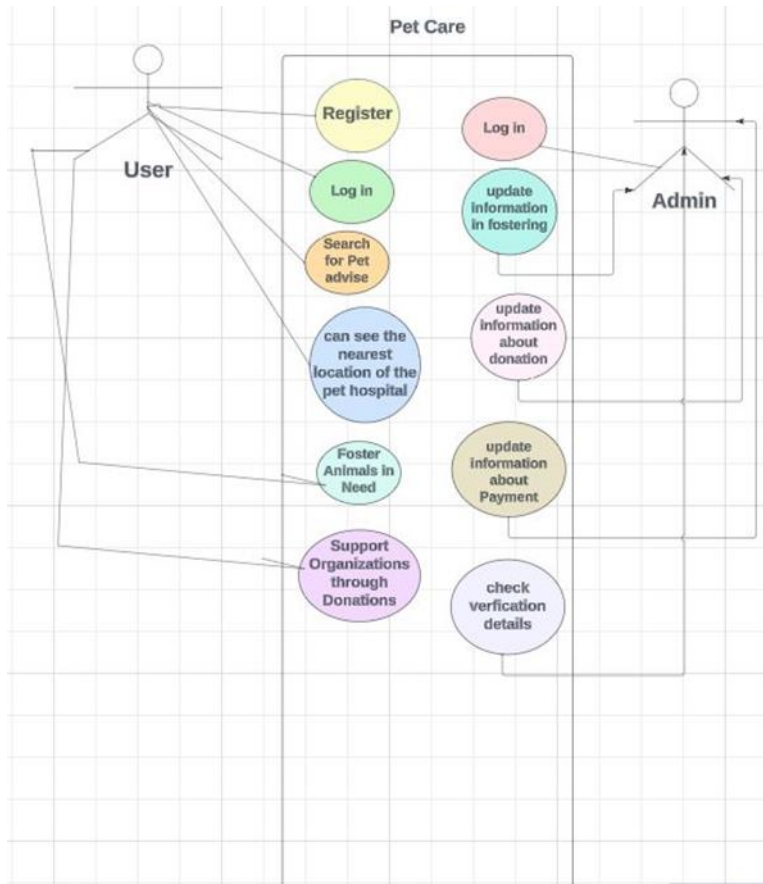 Pet Care
User
Register
Log in
Search
for Pet
advise
can see the
nearest
location of the
pet hospital
Foster
Animals in
Need
Support
Organizations
through
Donations
Log in
update
information
in fostering
update
information
about
donation
update
information
about
Payment
check
verfication
details
Admin